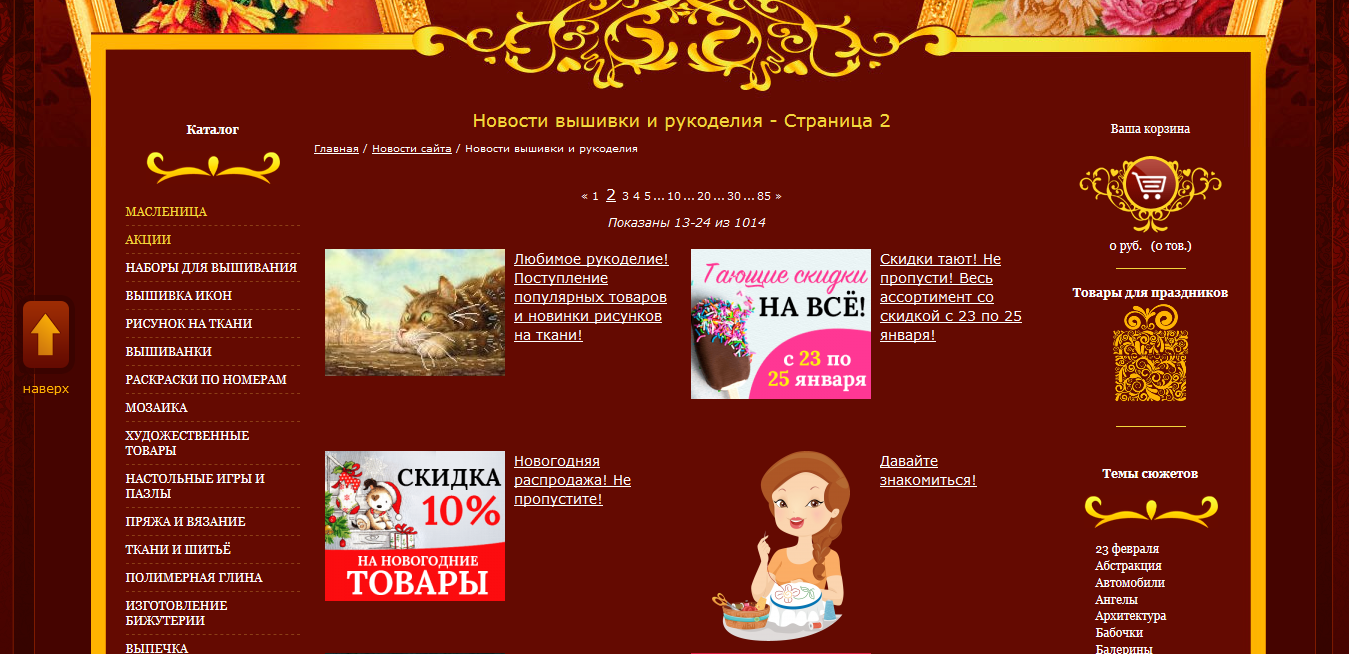 Каталог
МАСЛЕНИЦА
АКЦИИ
НАБОРЫ ДЛЯ ВЫШИВАНИЯ
ВЫШИВКА ИКОН
РИСУНОК НА ТКАНИ
ВЫШИВАНКИ
РАСКРАСКИ ПО НОМЕРАМ
МОЗАИКА
ХУДОЖЕСТВЕННЫЕ
ТОВАРЫ
НАСТОЛЬНЫЕ ИГРЫ И
ПАЗЛЫ
ПРЯЖА И ВЯЗАНИЕ
ТКАНИ И ШИТЬЁ
ПОЛИМЕРНАЯ ГЛИНА
ИЗГОТОВЛЕНИЕ
БИЖУТЕРИИ
ВЫПЕЧКА
наверх
Новости вышивки и рукоделия - Страница 2
Главная / Новости сайта / Новости вышивки и рукоделия
« 1 2 3 4 5 ... 10 ... 20 ... 30 ... 85 »
Показаны 13-24 из 1014
Любимое рукоделие!
Поступление
популярных товаров
и новинки рисунков
на ткани!
Тающие скидки
НА ВСЁ!
с 23 по
25 января
Скидки тают! Не
пропусти! Весь
ассортимент со
скидкой с 23 по 25
января!
СКИДКА
10%
НА НОВОГОДНИЕ
ТОВАРЫ
Новогодняя
распродажа! Не
пропустите!
Давайте
знакомиться!
Ваша корзина
0 руб. (0 тов.)
Товары для праздников
Темы сюжетов
23 февраля
Абстракция
Автомобили
Ангелы
Архитектура
Бабочки
Балерины